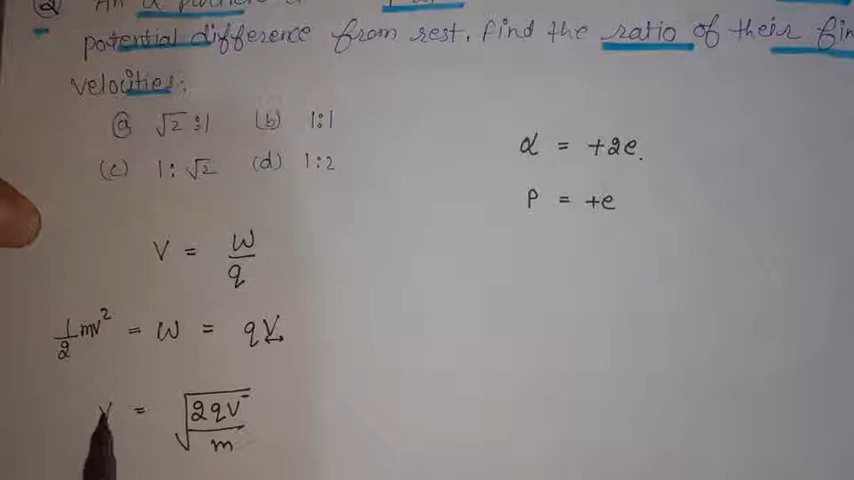 Q An α
potential difference from rest. Find the ratio of their
velocities:
(a) √2 : 1 (b) 1:1
(c) 1 : √2 (d) 1:2
α = +2e.
P = +e
V = W/q
1/2 mv² = W = qV
v = √(2qV/m)